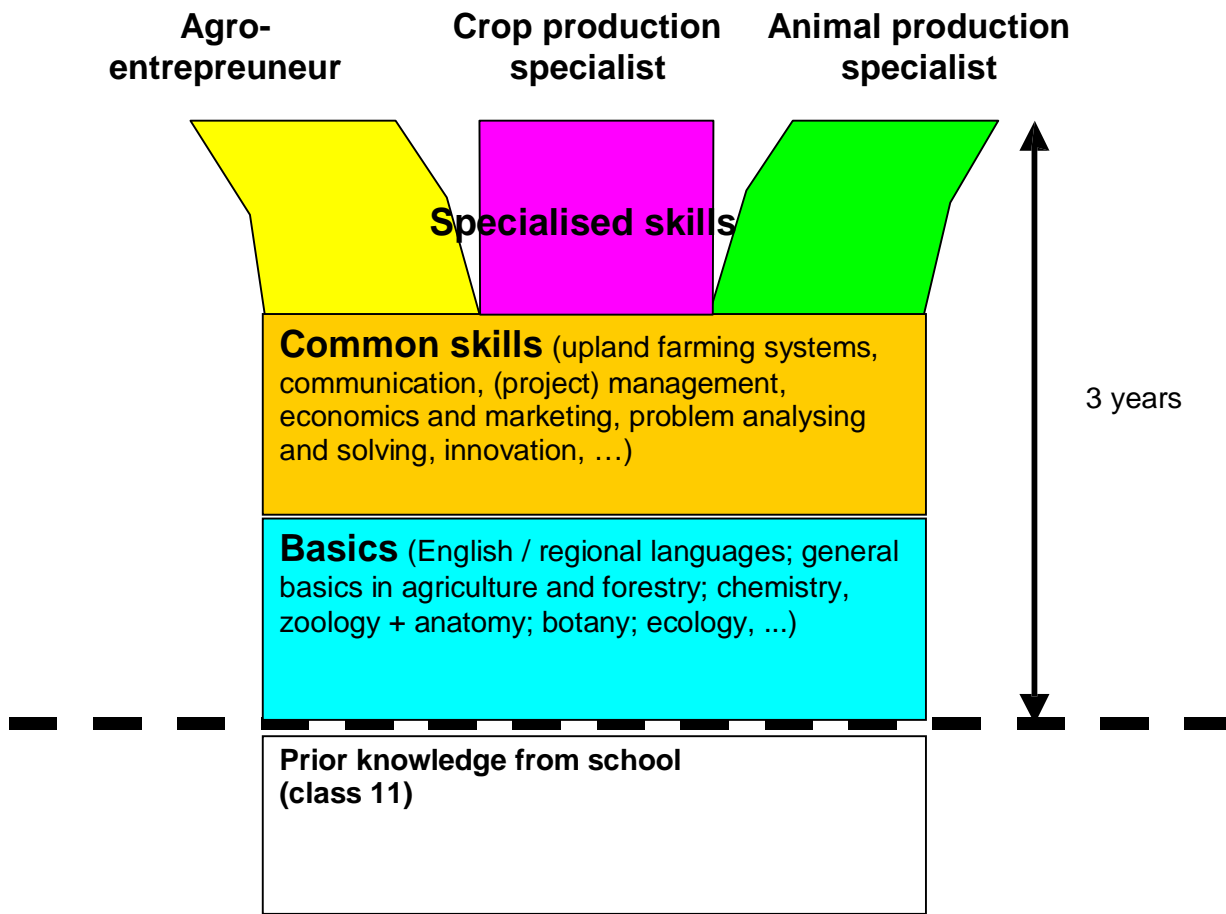 Agro-
entrepreuneur
Crop production
specialist
Animal production
specialist
Specialised skills
Common skills (upland farming systems,
communication, (project) management,
economics and marketing, problem analysing
and solving, innovation, …)
3 years
Basics (English / regional languages; general
basics in agriculture and forestry; chemistry,
zoology + anatomy; botany; ecology, ...)
Prior knowledge from school
(class 11)